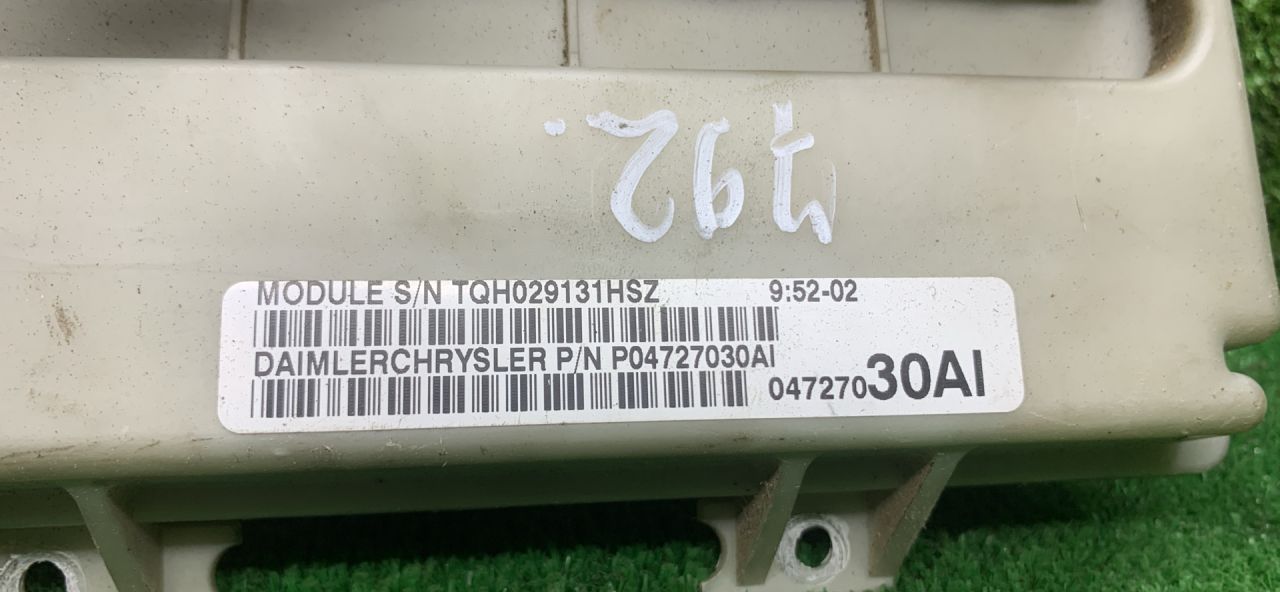 492.
MODULE S/N TQH029131HSZ 9:52-02
DAIMLERCHRYSLER P/N P04727030AI
04727030AI